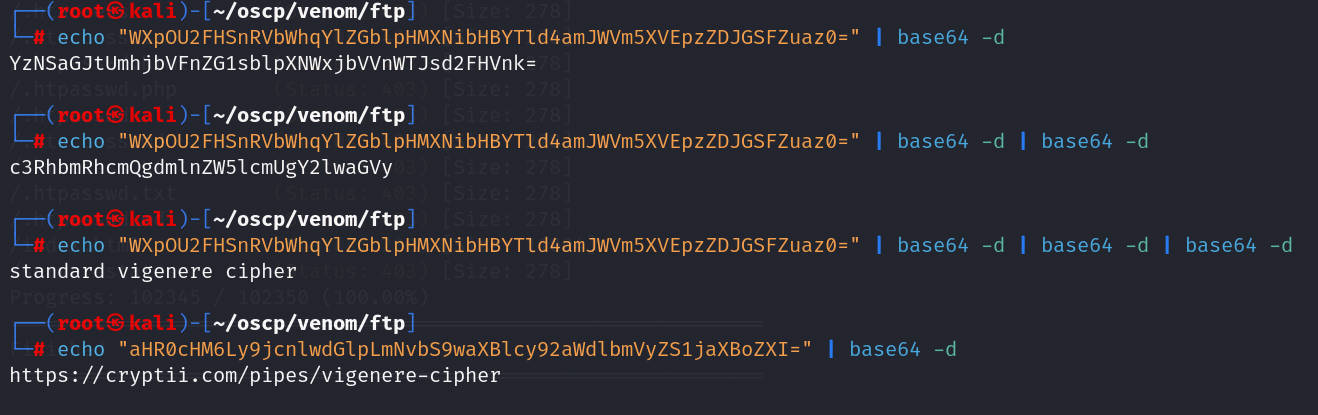 ┌──(root㉿kali)-[~/oscp/venom/ftp]
└─# echo "WXpOU2FHSnRVbWhqYlZGblpHMXNibHBYTld4amJWVm5XVEpzZDJGSFZuaz0=" | base64 -d
YzNSaGJtUmhjbVFnZG1sblpXNWxjbVVnWTJsd2FHVnk=
/.htpasswd.php (Status: 403) [Size: 278]
┌──(root㉿kali)-[~/oscp/venom/ftp]
└─# echo "WXpOU2FHSnRVbWhqYlZGblpHMXNibHBYTld4amJWVm5XVEpzZDJGSFZuaz0=" | base64 -d | base64 -d
c3RhbmRhcmQgdmlnZW5lcmUgY2lwaGVy
/.htpasswd.txt (Status: 403) [Size: 278]
┌──(root㉿kali)-[~/oscp/venom/ftp]
└─# echo "WXpOU2FHSnRVbWhqYlZGblpHMXNibHBYTld4amJWVm5XVEpzZDJGSFZuaz0=" | base64 -d | base64 -d | base64 -d
standard vigenere cipher
Progress: 102345 / 102350 (100.00%)
┌──(root㉿kali)-[~/oscp/venom/ftp]
└─# echo "aHR0cHM6Ly9jcnlwdGlpLmNvbS9waXBlcy92aWdlbmVyZS1jaXBoZXI=" | base64 -d
https://cryptii.com/pipes/vigenere-cipher